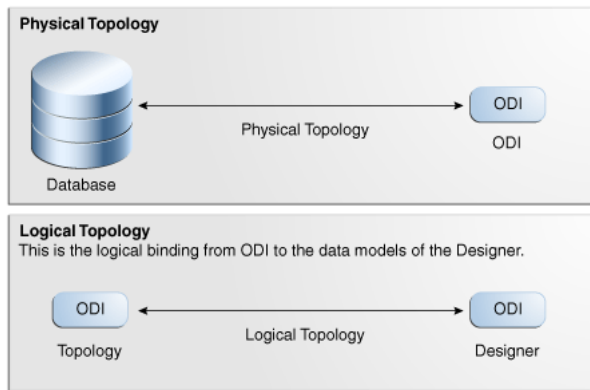 Physical Topology
ODI
Physical Topology
ODI
Database
Logical Topology
This is the logical binding from ODI to the data models of the Designer.
ODI
ODI
Logical Topology
Topology
Designer